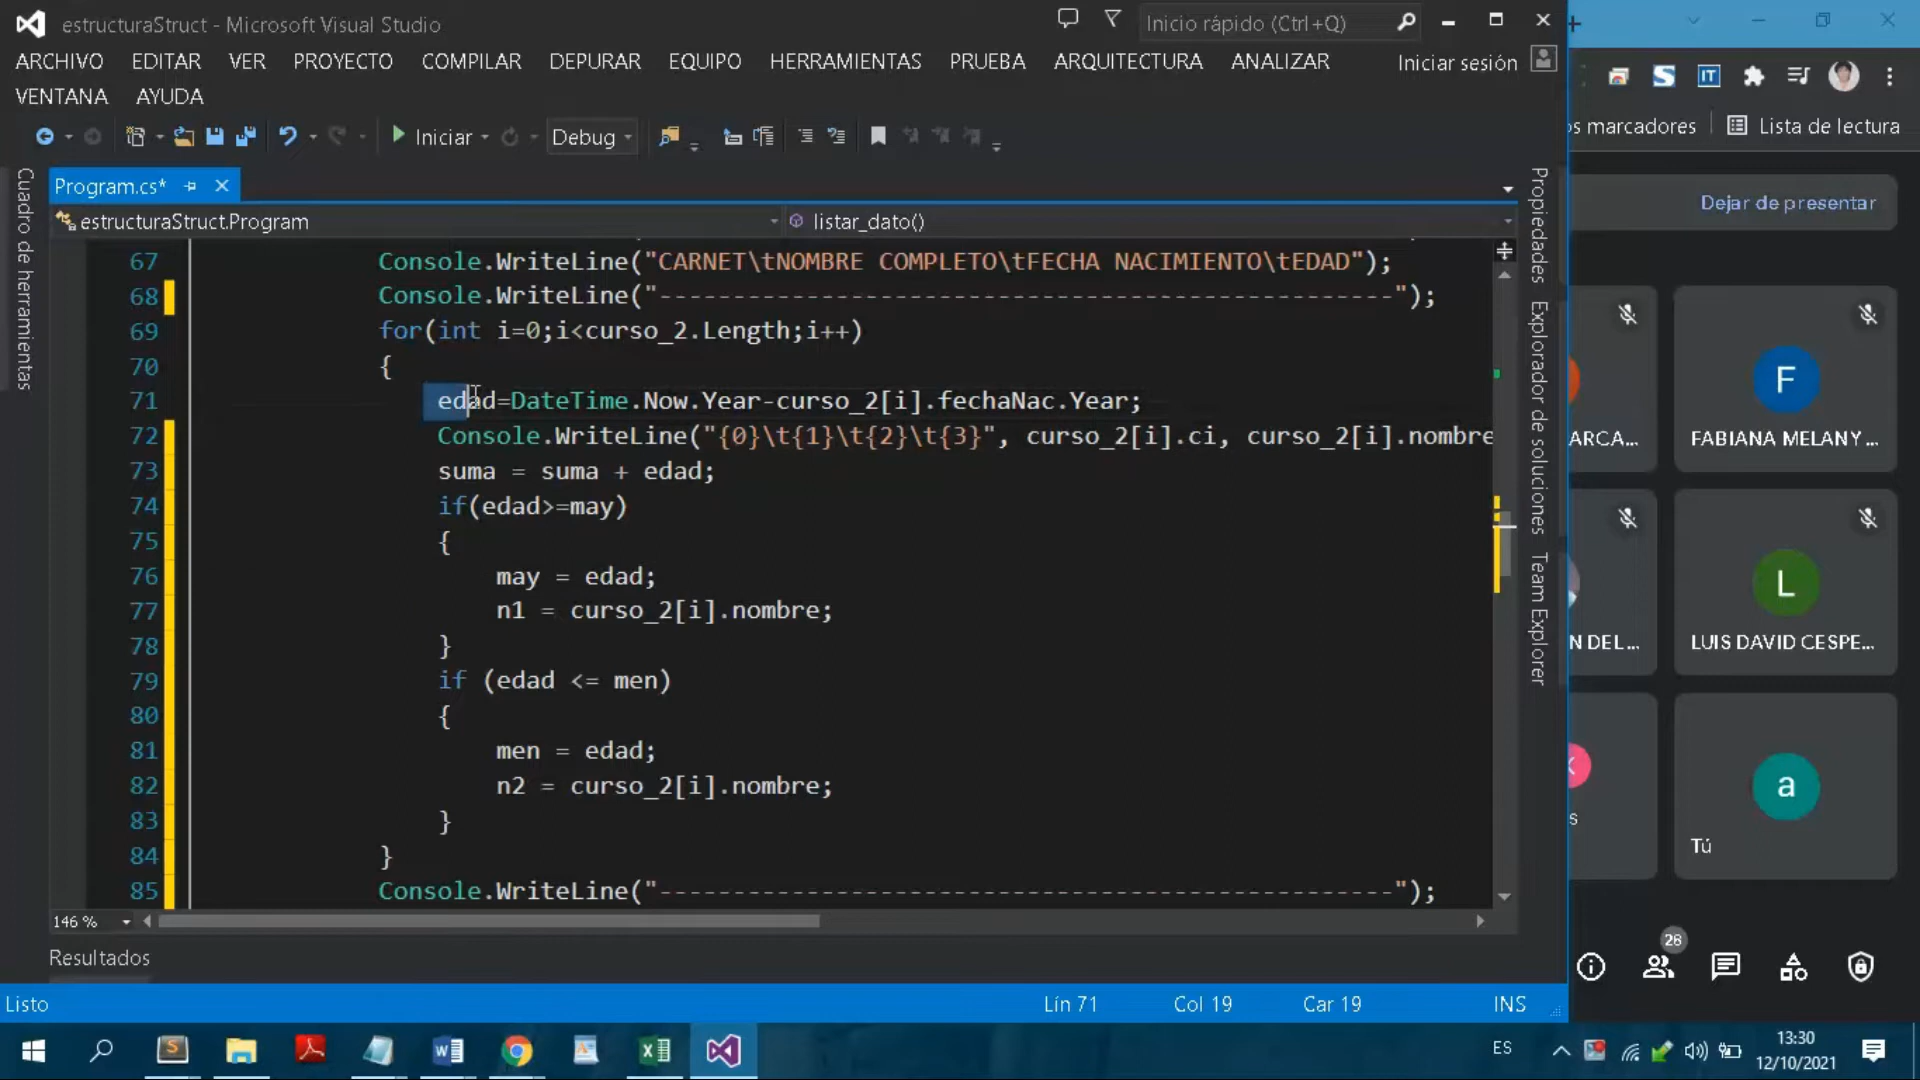 estructuraStruct - Microsoft Visual Studio
Inicio rápido (Ctrl+Q)
ARCHIVO EDITAR VER PROYECTO COMPILAR DEPURAR EQUIPO HERRAMIENTAS PRUEBA ARQUITECTURA ANALIZAR
Iniciar sesión
VENTANA AYUDA
Iniciar
Debug
Program.cs*
estructuraStruct.Program
listar_dato()
67 Console.WriteLine("CARNET\tNOMBRE COMPLETO\tFECHA NACIMIENTO\tEDAD");
68 Console.WriteLine("--------------------------------------------------");
69 for(int i=0;i<curso_2.Length;i++)
70 {
71 edad=DateTime.Now.Year-curso_2[i].fechaNac.Year;
72 Console.WriteLine("{0}\t{1}\t{2}\t{3}", curso_2[i].ci, curso_2[i].nombre
73 suma = suma + edad;
74 if(edad>=may)
75 {
76 may = edad;
77 n1 = curso_2[i].nombre;
78 }
79 if (edad <= men)
80 {
81 men = edad;
82 n2 = curso_2[i].nombre;
83 }
84 }
85 Console.WriteLine("--------------------------------------------------");
146 %
Resultados
Listo
Lín 71 Col 19 Car 19 INS
Cuadro de herramientas
Propiedades
Explorador de soluciones
Team Explorer
IT
os marcadores
Lista de lectura
Dejar de presentar
ARCA...
F
FABIANA MELANY ...
N DEL...
L
LUIS DAVID CESPE...
K
s
a
Tú
26
ES
13:30
12/10/2021